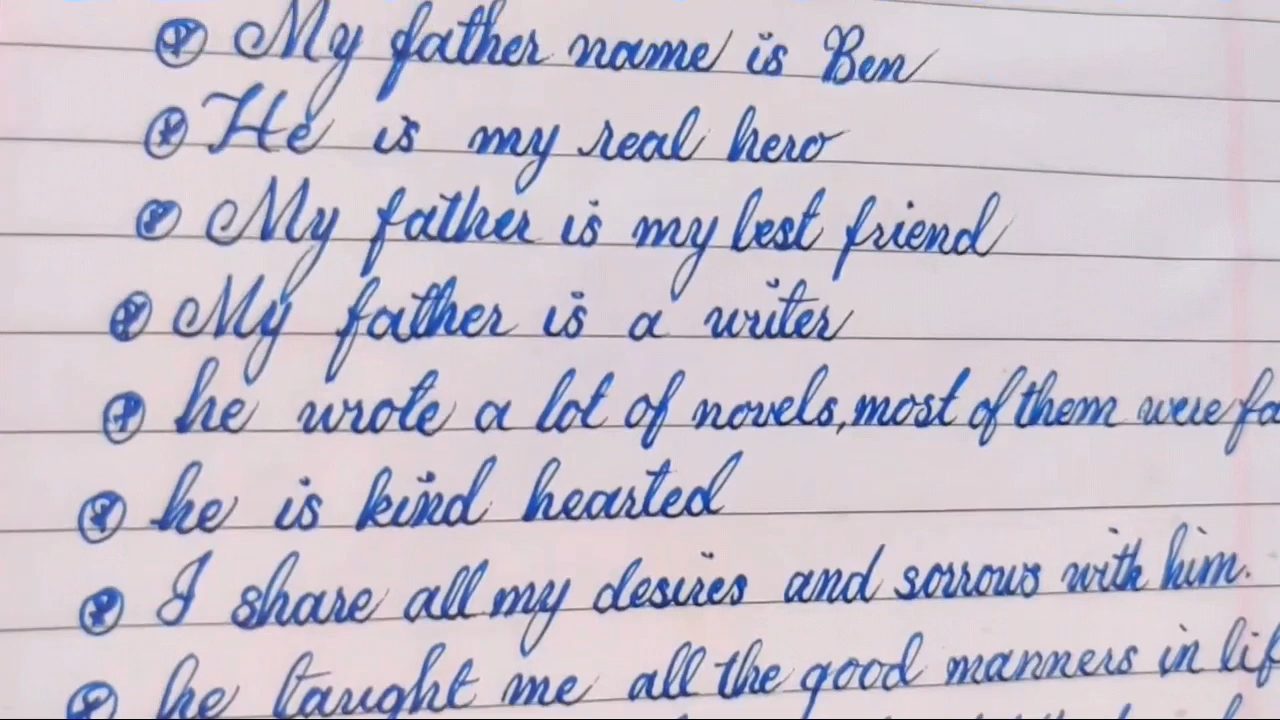 My father name is Ben
He is my real hero
My father is my best friend
My father is a writer
he wrote a lot of novels, most of them were
he is kind hearted
I share all my desires and sorrows with him.
he taught me all the good manners in